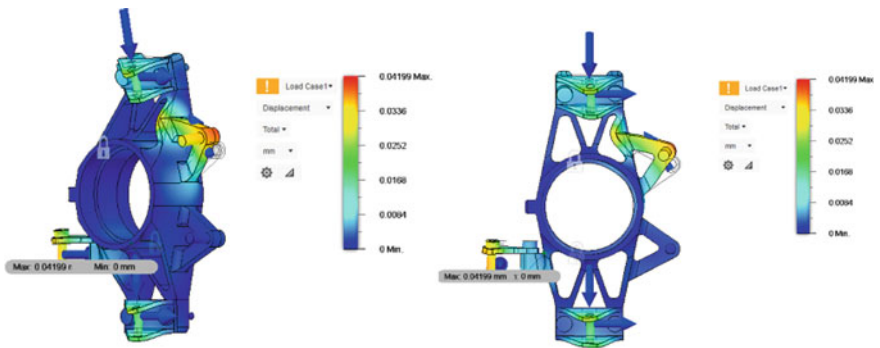 Load Case1
Displacement
Total
mm
0.04199 Max.
0.0336
0.0252
0.0168
0.0084
0 Min.
Max: 0.04199 r Min: 0 mm
Load Case1
Displacement
Total
mm
0.04199 Max.
0.0336
0.0252
0.0168
0.0084
0 Min.
Max: 0.04199 mm : 0 mm